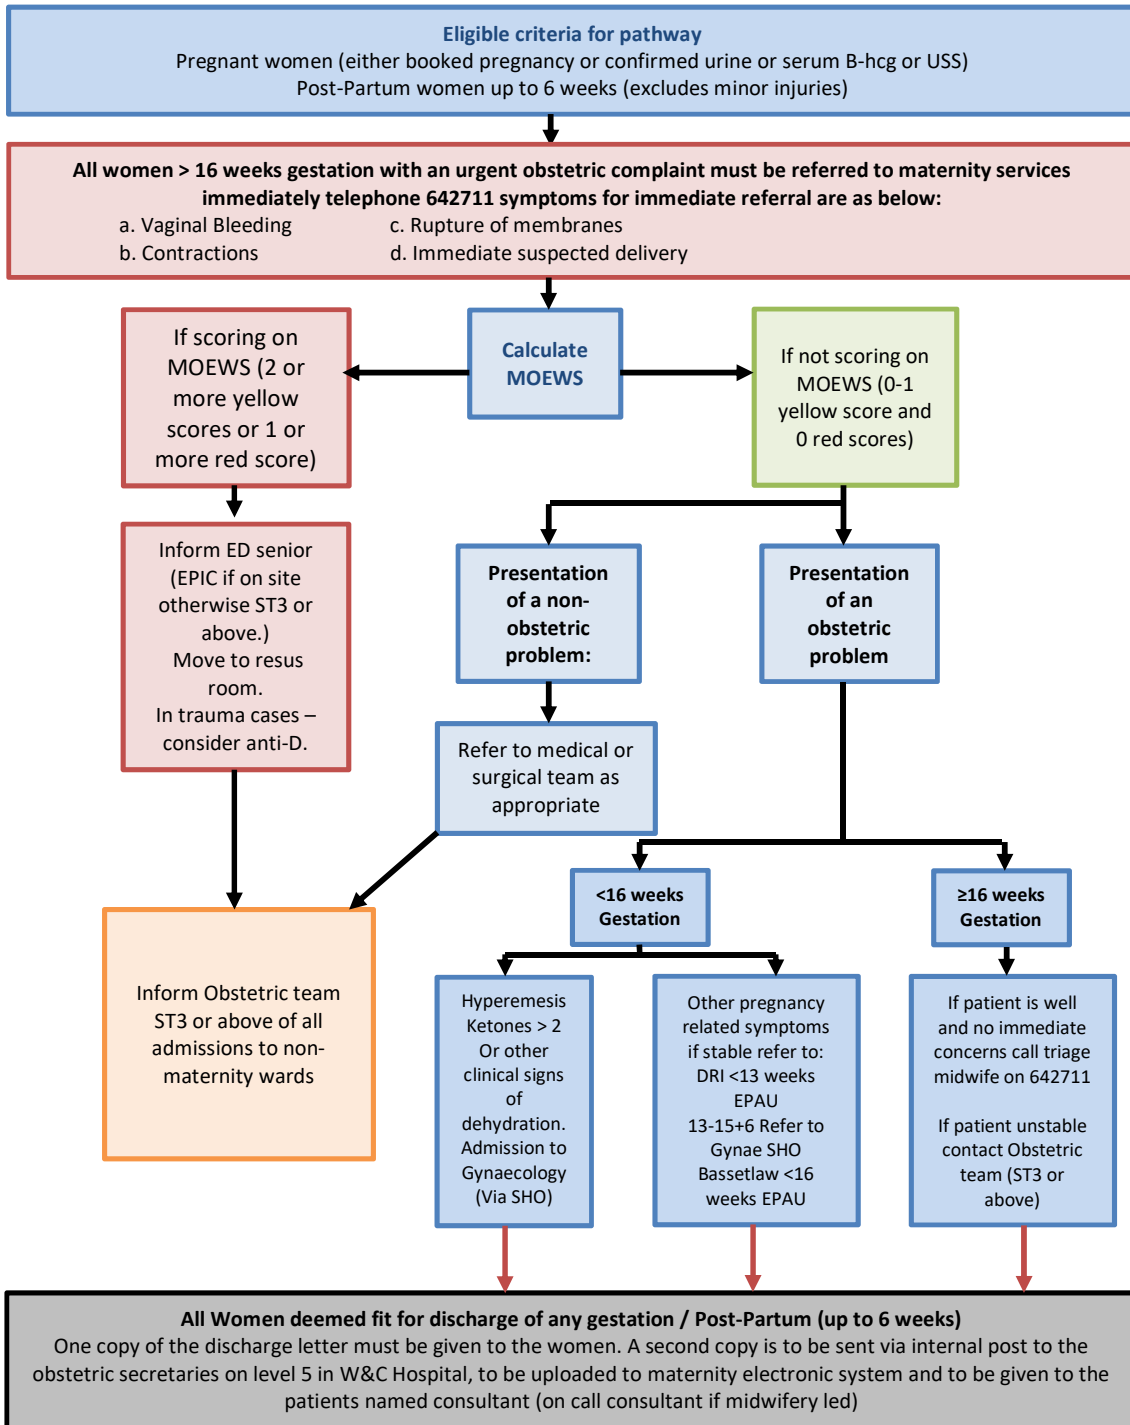 Eligible criteria for pathway
Pregnant women (either booked pregnancy or confirmed urine or serum B-hcg or USS)
Post-Partum women up to 6 weeks (excludes minor injuries)
All women > 16 weeks gestation with an urgent obstetric complaint must be referred to maternity services
immediately telephone 642711 symptoms for immediate referral are as below:
a. Vaginal Bleeding c. Rupture of membranes
b. Contractions d. Immediate suspected delivery
If scoring on
MOEWS (2 or
more yellow
scores or 1 or
more red score)
Calculate
MOEWS
If not scoring on
MOEWS (0-1
yellow score and
0 red scores)
Inform ED senior
(EPIC if on site
otherwise ST3 or
above.)
Move to resus
room.
In trauma cases –
consider anti-D.
Presentation
of a non-
obstetric
problem:
Presentation
of an
obstetric
problem
Refer to medical or
surgical team as
appropriate
<16 weeks
Gestation
≥16 weeks
Gestation
Inform Obstetric team
ST3 or above of all
admissions to non-
maternity wards
Hyperemesis
Ketones > 2
Or other
clinical signs
of
dehydration.
Admission to
Gynaecology
(Via SHO)
Other pregnancy
related symptoms
if stable refer to:
DRI <13 weeks
EPAU
13-15+6 Refer to
Gynae SHO
Bassetlaw <16
weeks EPAU
If patient is well
and no immediate
concerns call triage
midwife on 642711
If patient unstable
contact Obstetric
team (ST3 or
above)
All Women deemed fit for discharge of any gestation / Post-Partum (up to 6 weeks)
One copy of the discharge letter must be given to the women. A second copy is to be sent via internal post to the
obstetric secretaries on level 5 in W&C Hospital, to be uploaded to maternity electronic system and to be given to the
patients named consultant (on call consultant if midwifery led)